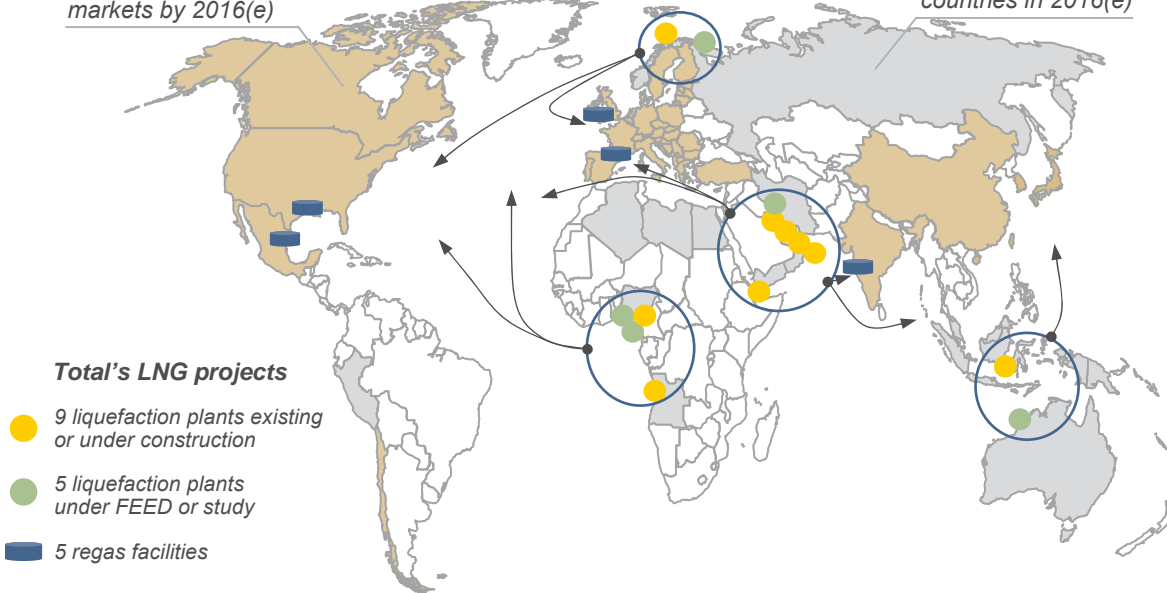 markets by 2016(e)
countries in 2016(e)
Total's LNG projects
9 liquefaction plants existing
or under construction
5 liquefaction plants
under FEED or study
5 regas facilities